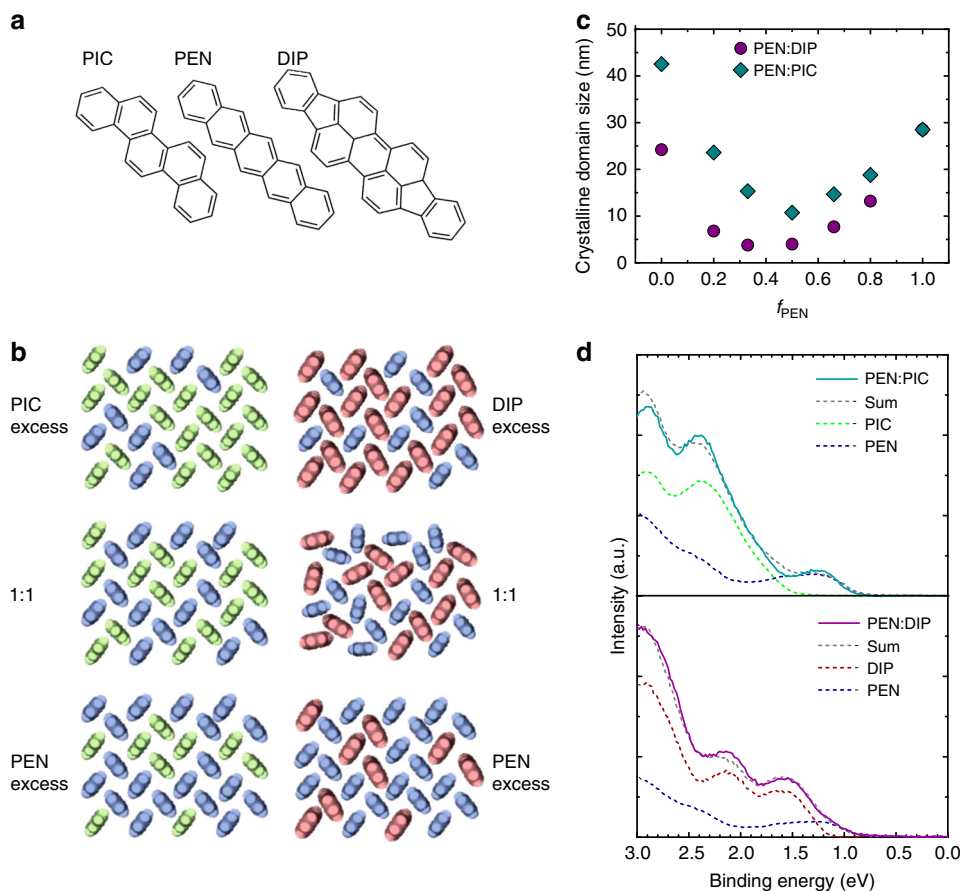 a
PIC
PEN
DIP
c
Crystalline domain size (nm)
50
40
30
20
10
0
PEN:DIP
PEN:PIC
0.0
0.2
0.4
0.6
0.8
1.0
fPEN
b
PIC
excess
DIP
excess
1:1
1:1
PEN
excess
PEN
excess
d
Intensity (a.u.)
PEN:PIC
Sum
PIC
PEN
PEN:DIP
Sum
DIP
PEN
3.0
2.5
2.0
1.5
1.0
0.5
0.0
Binding energy (eV)